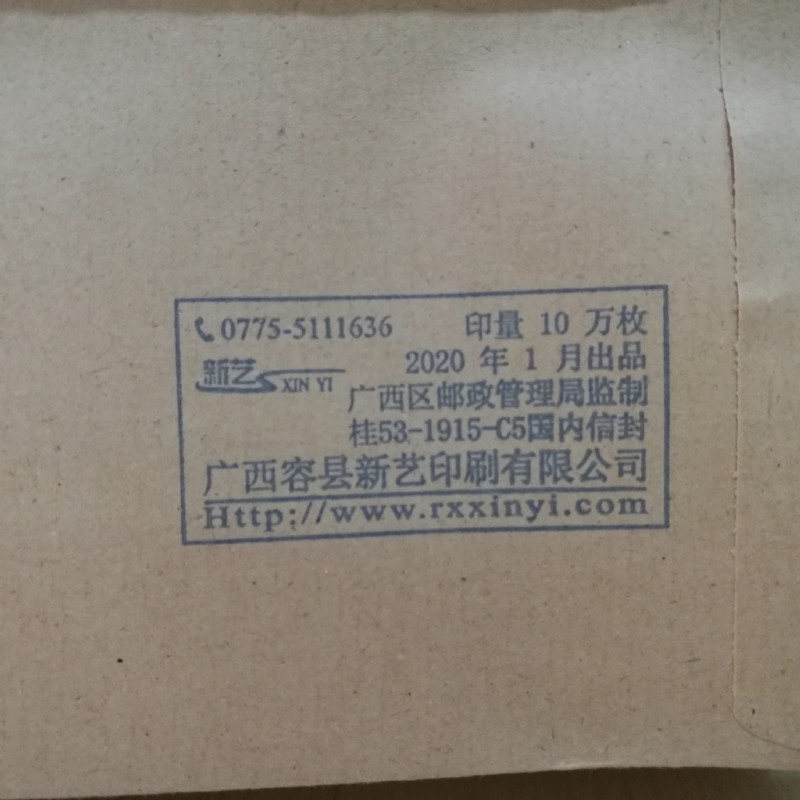 0775-5111636 印量 10 万枚
新艺 XIN YI 2020 年 1 月出品
广西区邮政管理局监制
桂53-1915-C5国内信封
广西容县新艺印刷有限公司
Http://www.rxxinyi.com